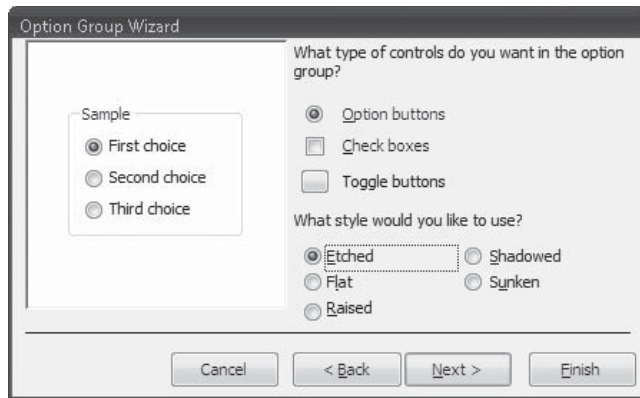 Option Group Wizard
What type of controls do you want in the option
group?
Sample
First choice
Second choice
Third choice
Option buttons
Check boxes
Toggle buttons
What style would you like to use?
Etched
Shadowed
Flat
Sunken
Raised
Cancel
< Back
Next >
Finish